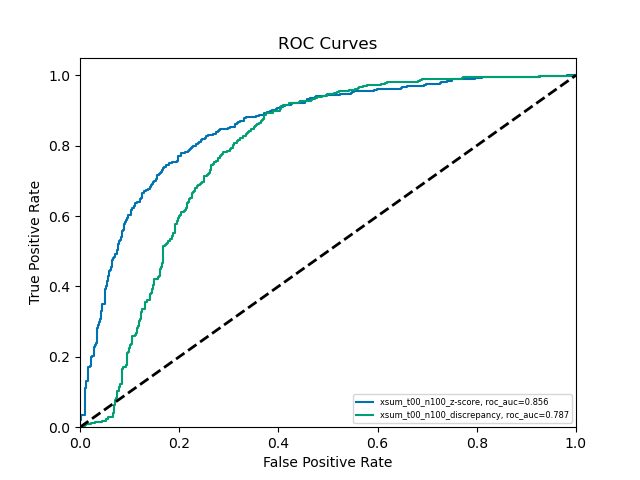 ROC Curves
True Positive Rate
1.0
0.8
0.6
0.4
0.2
0.0
0.0 0.2 0.4 0.6 0.8 1.0
False Positive Rate
xsum_t00_n100_z-score, roc_auc=0.856
xsum_t00_n100_discrepancy, roc_auc=0.787